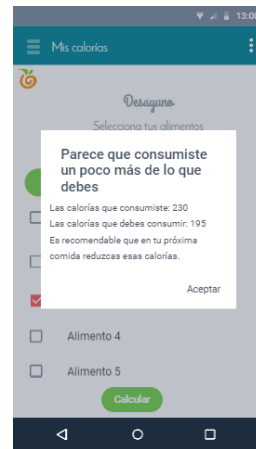 13:00
Mis calorías
Desayuno
Selecciona tus alimentos
Parece que consumiste
un poco más de lo que
debes
Las calorías que consumiste: 230
Las calorías que debes consumir: 195
Es recomendable que en tu próxima
comida reduzcas esas calorías.
Aceptar
Alimento 4
Alimento 5
Calcular